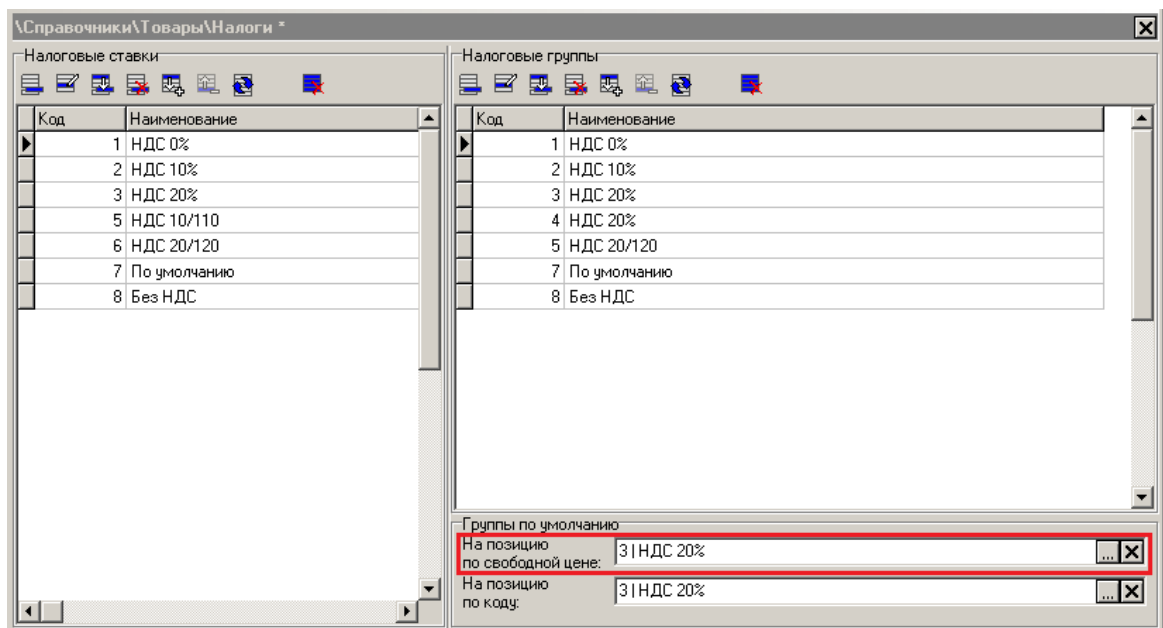 \Справочники\Товары\Налоги *
Налоговые ставки
Код Наименование
1 НДС 0%
2 НДС 10%
3 НДС 20%
5 НДС 10/110
6 НДС 20/120
7 По умолчанию
8 Без НДС
Налоговые группы
Код Наименование
1 НДС 0%
2 НДС 10%
3 НДС 20%
4 НДС 20%
5 НДС 20/120
7 По умолчанию
8 Без НДС
Группы по умолчанию
На позицию
по свободной цене:
3 | НДС 20%
...
На позицию
по коду:
3 | НДС 20%
...